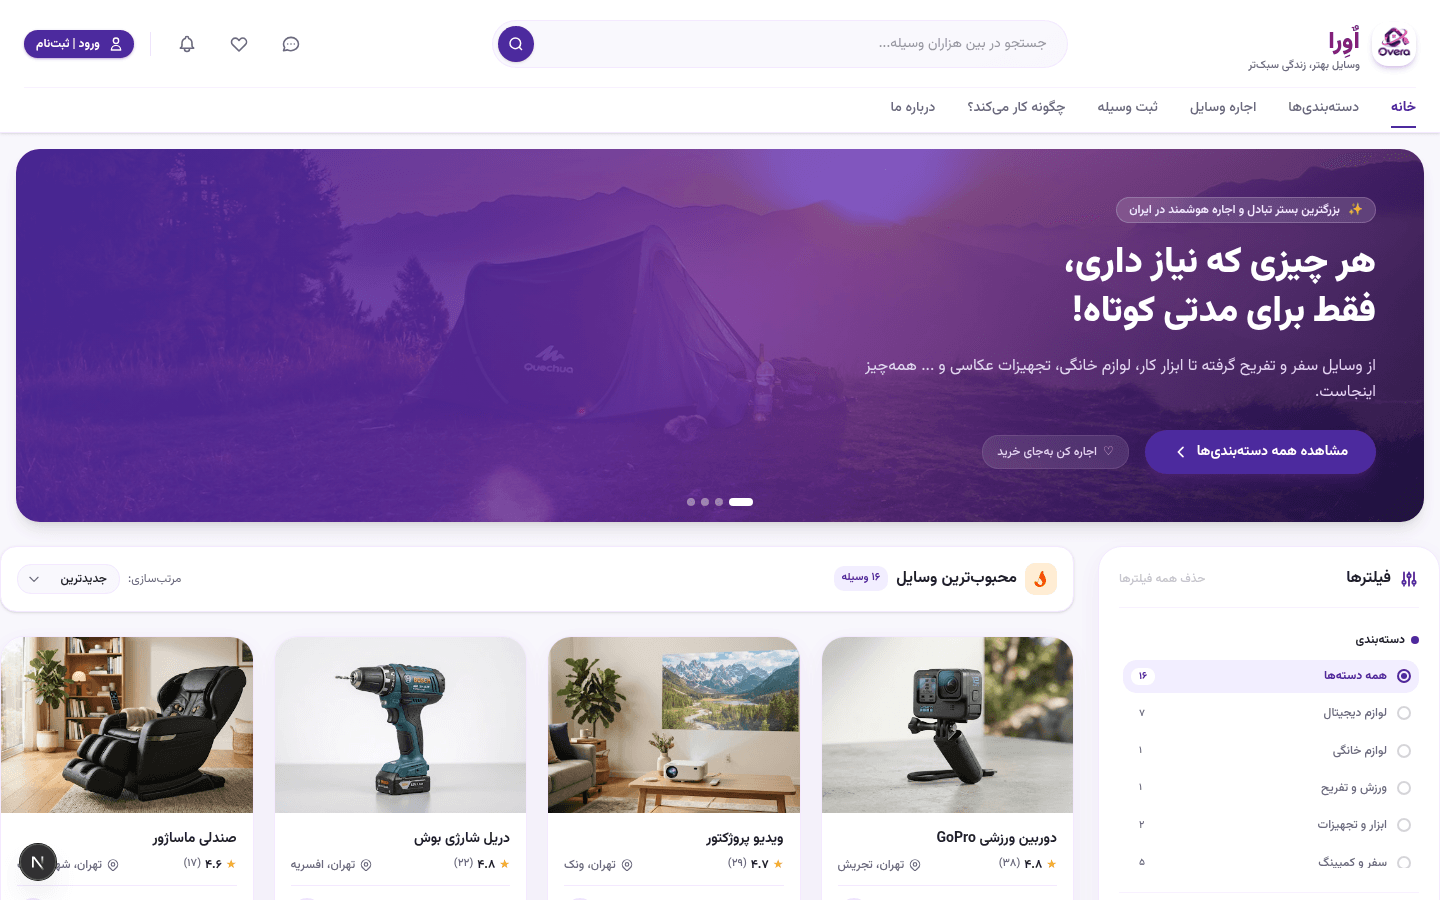 Overa
اُوِرا
وسایل بهتر، زندگی سبک‌تر
جستجو در بین هزاران وسیله...
ورود | ثبت‌نام
خانه
دسته‌بندی‌ها
اجاره وسایل
ثبت وسیله
چگونه کار می‌کند؟
درباره ما
✨ بزرگترین بستر تبادل و اجاره هوشمند در ایران
هر چیزی که نیاز داری،
فقط برای مدتی کوتاه!
از وسایل سفر و تفریح گرفته تا ابزار کار، لوازم خانگی، تجهیزات عکاسی و ... همه‌چیز
اینجاست.
مشاهده همه دسته‌بندی‌ها
♡ اجاره کن به‌جای خرید
Quechua
فیلترها
حذف همه فیلترها
دسته‌بندی
همه دسته‌ها ۱۶
لوازم دیجیتال ۷
لوازم خانگی ۱
ورزش و تفریح ۱
ابزار و تجهیزات ۲
سفر و کمپینگ ۵
محبوب‌ترین وسایل
۱۶ وسیله
مرتب‌سازی:
جدیدترین
دوربین ورزشی GoPro
★ ۴.۸ (۳۸) تهران، تجریش
ویدیو پروژکتور
★ ۴.۷ (۲۹) تهران، ونک
BOSCH
دریل شارژی بوش
★ ۴.۸ (۲۲) تهران، افسریه
صندلی ماساژور
★ ۴.۶ (۱۷) تهران،
N